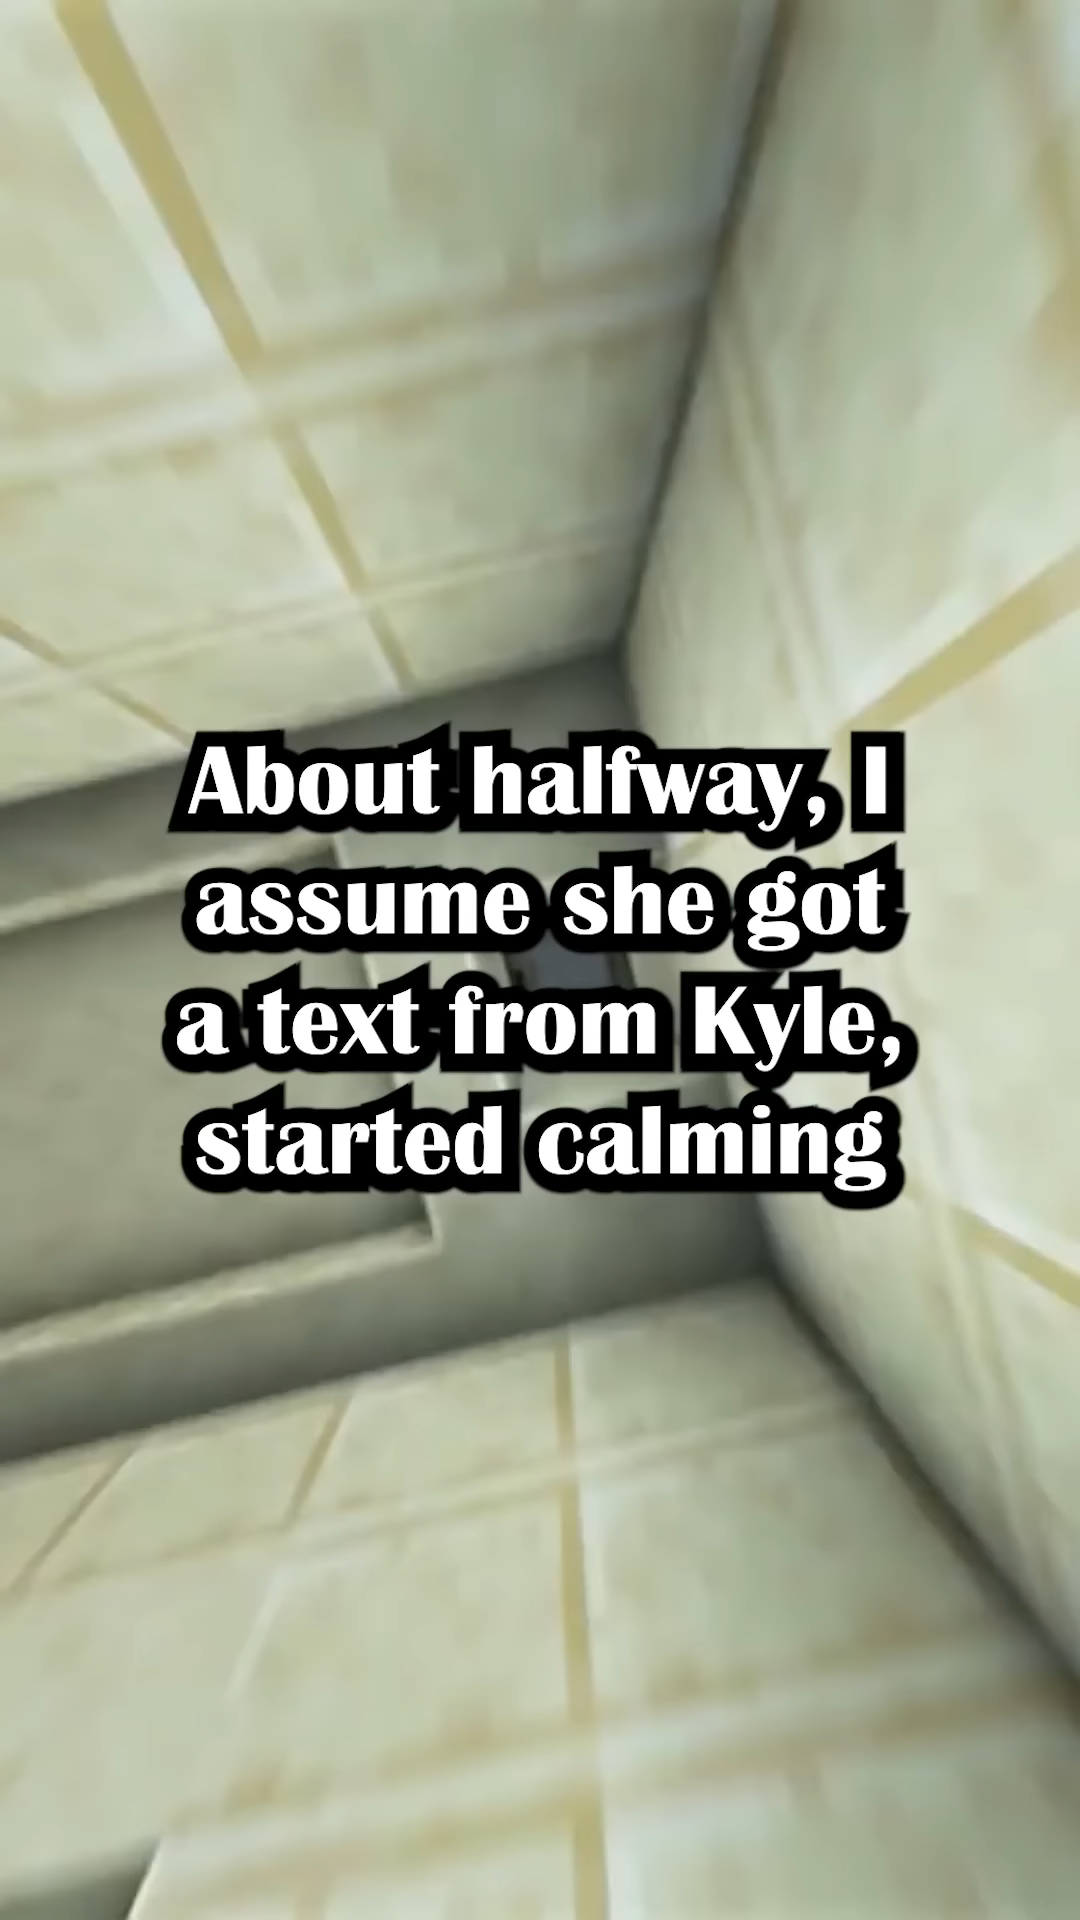 About halfway, I
assume she got
a text from Kyle,
started calming